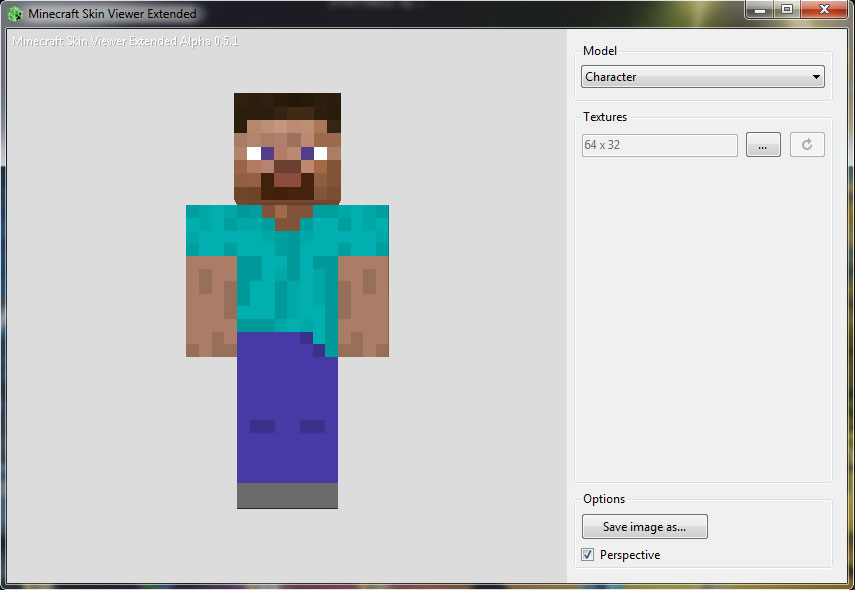 Minecraft Skin Viewer Extended
Minecraft Skin Viewer Extended Alpha 0.5.1
Model
Character
Textures
64 x 32
...
Options
Save image as...
Perspective